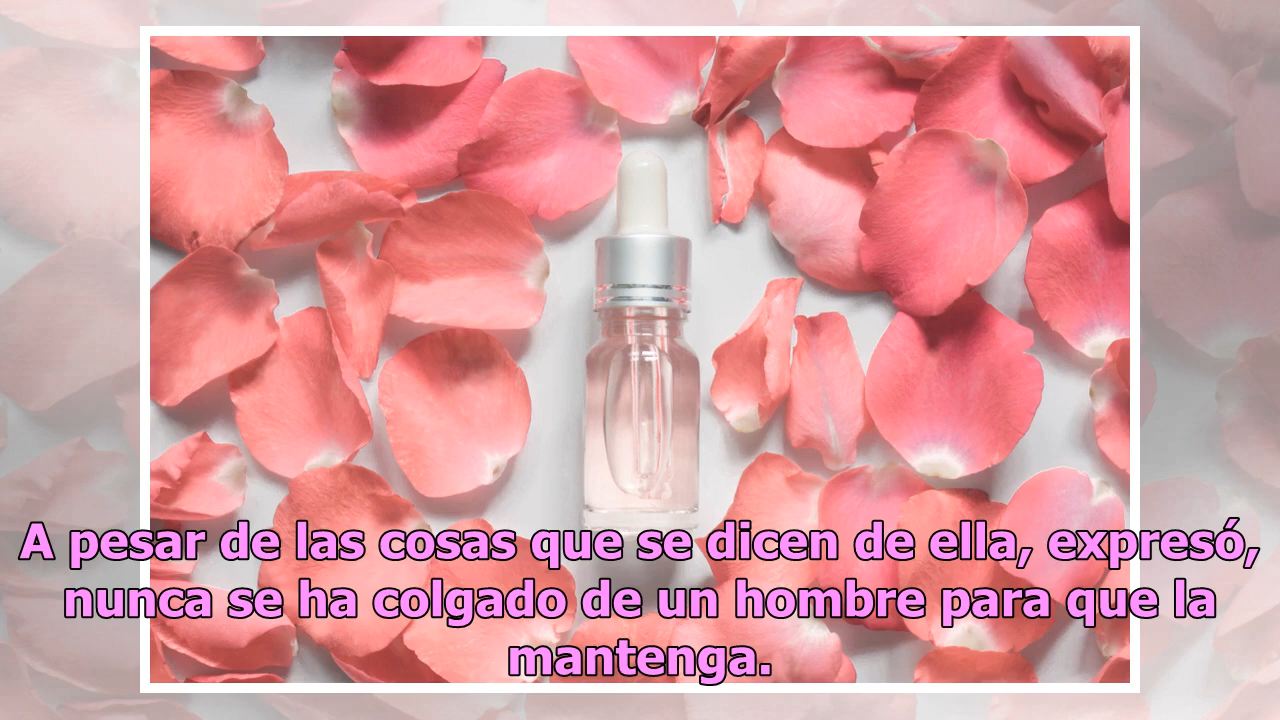 A pesar de las cosas que se dicen de ella, expresó,
nunca se ha colgado de un hombre para que la
mantenga.